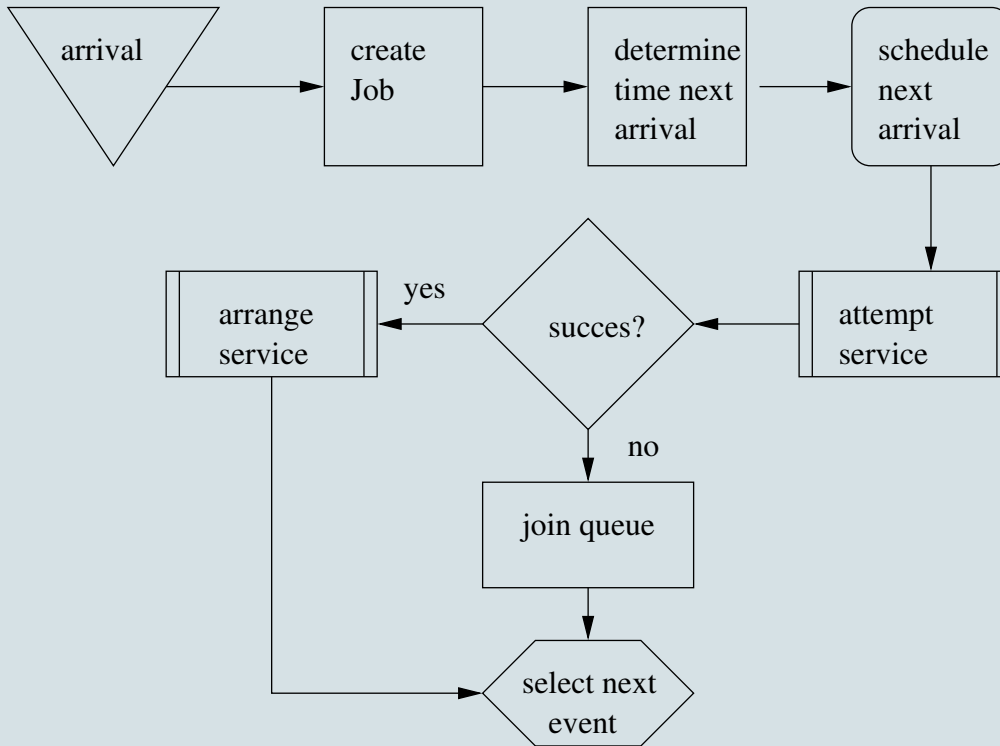 arrival
create
Job
determine
time next
arrival
schedule
next
arrival
attempt
service
succes?
yes
arrange
service
no
join queue
select next
event